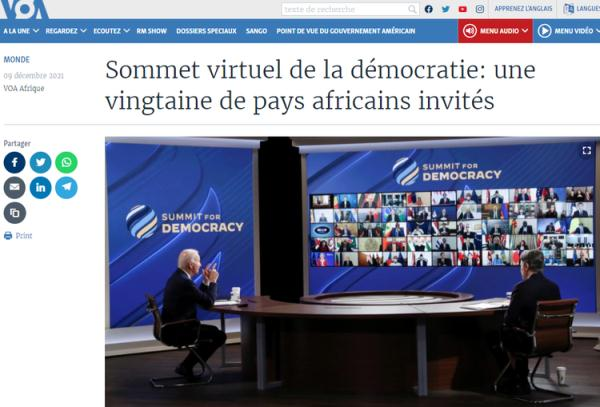 VOA
texte de recherche
APPRENEZ L'ANGLAIS
LANGUES
A LA UNE
REGARDEZ
ECOUTEZ
RM SHOW
DOSSIERS SPECIAUX
SANGO
POINT DE VUE DU GOUVERNEMENT AMÉRICAIN
MENU AUDIO
MENU VIDÉO
MONDE
09 décembre 2021
VOA Afrique
Sommet virtuel de la démocratie: une
vingtaine de pays africains invités
Partager
Print
SUMMIT FOR
DEMOCRACY
SUMMIT FOR
DEMOCRACY